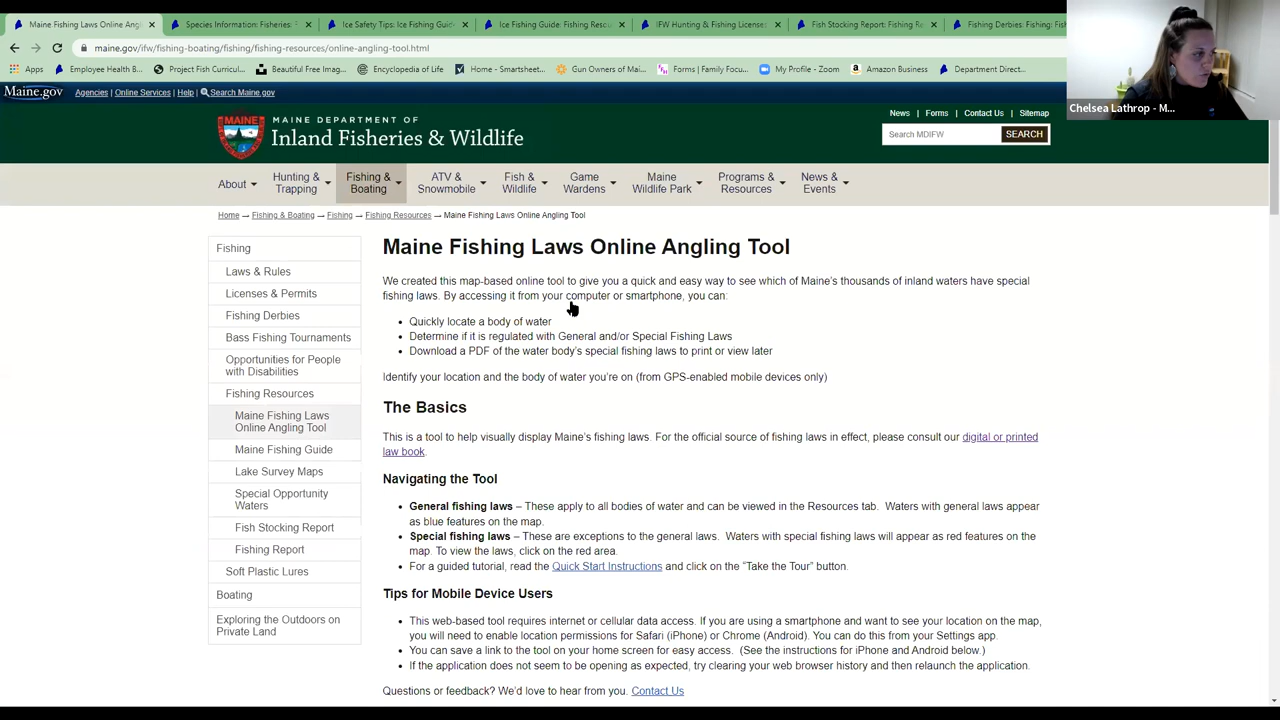 Maine Fishing Laws Online Angl
Species Information: Fisheries: F
Ice Safety Tips: Ice Fishing Guid
Ice Fishing Guide: Fishing Resou
IFW Hunting & Fishing License
Fish Stocking Report: Fishing Re
Fishing Derbies: Fishing: Fis
maine.gov/ifw/fishing-boating/fishing/fishing-resources/online-angling-tool.html
Apps
Employee Health B...
Project Fish Curricul...
Beautiful Free Imag...
Encyclopedia of Life
Home - Smartsheet...
Gun Owners of Mai...
Forms | Family Focu...
My Profile - Zoom
Amazon Business
Department Direct...
Chelsea Lathrop - M...
Maine.gov
Agencies | Online Services | Help | Search Maine.gov
News | Forms | Contact Us | Sitemap
MAINE
MAINE DEPARTMENT OF
Inland Fisheries & Wildlife
Search MDIFW
SEARCH
About
Hunting &
Trapping
Fishing &
Boating
ATV &
Snowmobile
Fish &
Wildlife
Game
Wardens
Maine
Wildlife Park
Programs &
Resources
News &
Events
Home → Fishing & Boating → Fishing → Fishing Resources → Maine Fishing Laws Online Angling Tool
Fishing
Laws & Rules
Licenses & Permits
Fishing Derbies
Bass Fishing Tournaments
Opportunities for People
with Disabilities
Fishing Resources
Maine Fishing Laws
Online Angling Tool
Maine Fishing Guide
Lake Survey Maps
Special Opportunity
Waters
Fish Stocking Report
Fishing Report
Soft Plastic Lures
Boating
Exploring the Outdoors on
Private Land
Maine Fishing Laws Online Angling Tool
We created this map-based online tool to give you a quick and easy way to see which of Maine's thousands of inland waters have special
fishing laws. By accessing it from your computer or smartphone, you can:
• Quickly locate a body of water
• Determine if it is regulated with General and/or Special Fishing Laws
• Download a PDF of the water body's special fishing laws to print or view later
Identify your location and the body of water you're on (from GPS-enabled mobile devices only)
The Basics
This is a tool to help visually display Maine's fishing laws. For the official source of fishing laws in effect, please consult our digital or printed
law book.
Navigating the Tool
• General fishing laws – These apply to all bodies of water and can be viewed in the Resources tab. Waters with general laws appear
as blue features on the map.
• Special fishing laws – These are exceptions to the general laws. Waters with special fishing laws will appear as red features on the
map. To view the laws, click on the red area.
• For a guided tutorial, read the Quick Start Instructions and click on the "Take the Tour" button.
Tips for Mobile Device Users
• This web-based tool requires internet or cellular data access. If you are using a smartphone and want to see your location on the map,
you will need to enable location permissions for Safari (iPhone) or Chrome (Android). You can do this from your Settings app.
• You can save a link to the tool on your home screen for easy access. (See the instructions for iPhone and Android below.)
• If the application does not seem to be opening as expected, try clearing your web browser history and then relaunch the application.
Questions or feedback? We'd love to hear from you. Contact Us